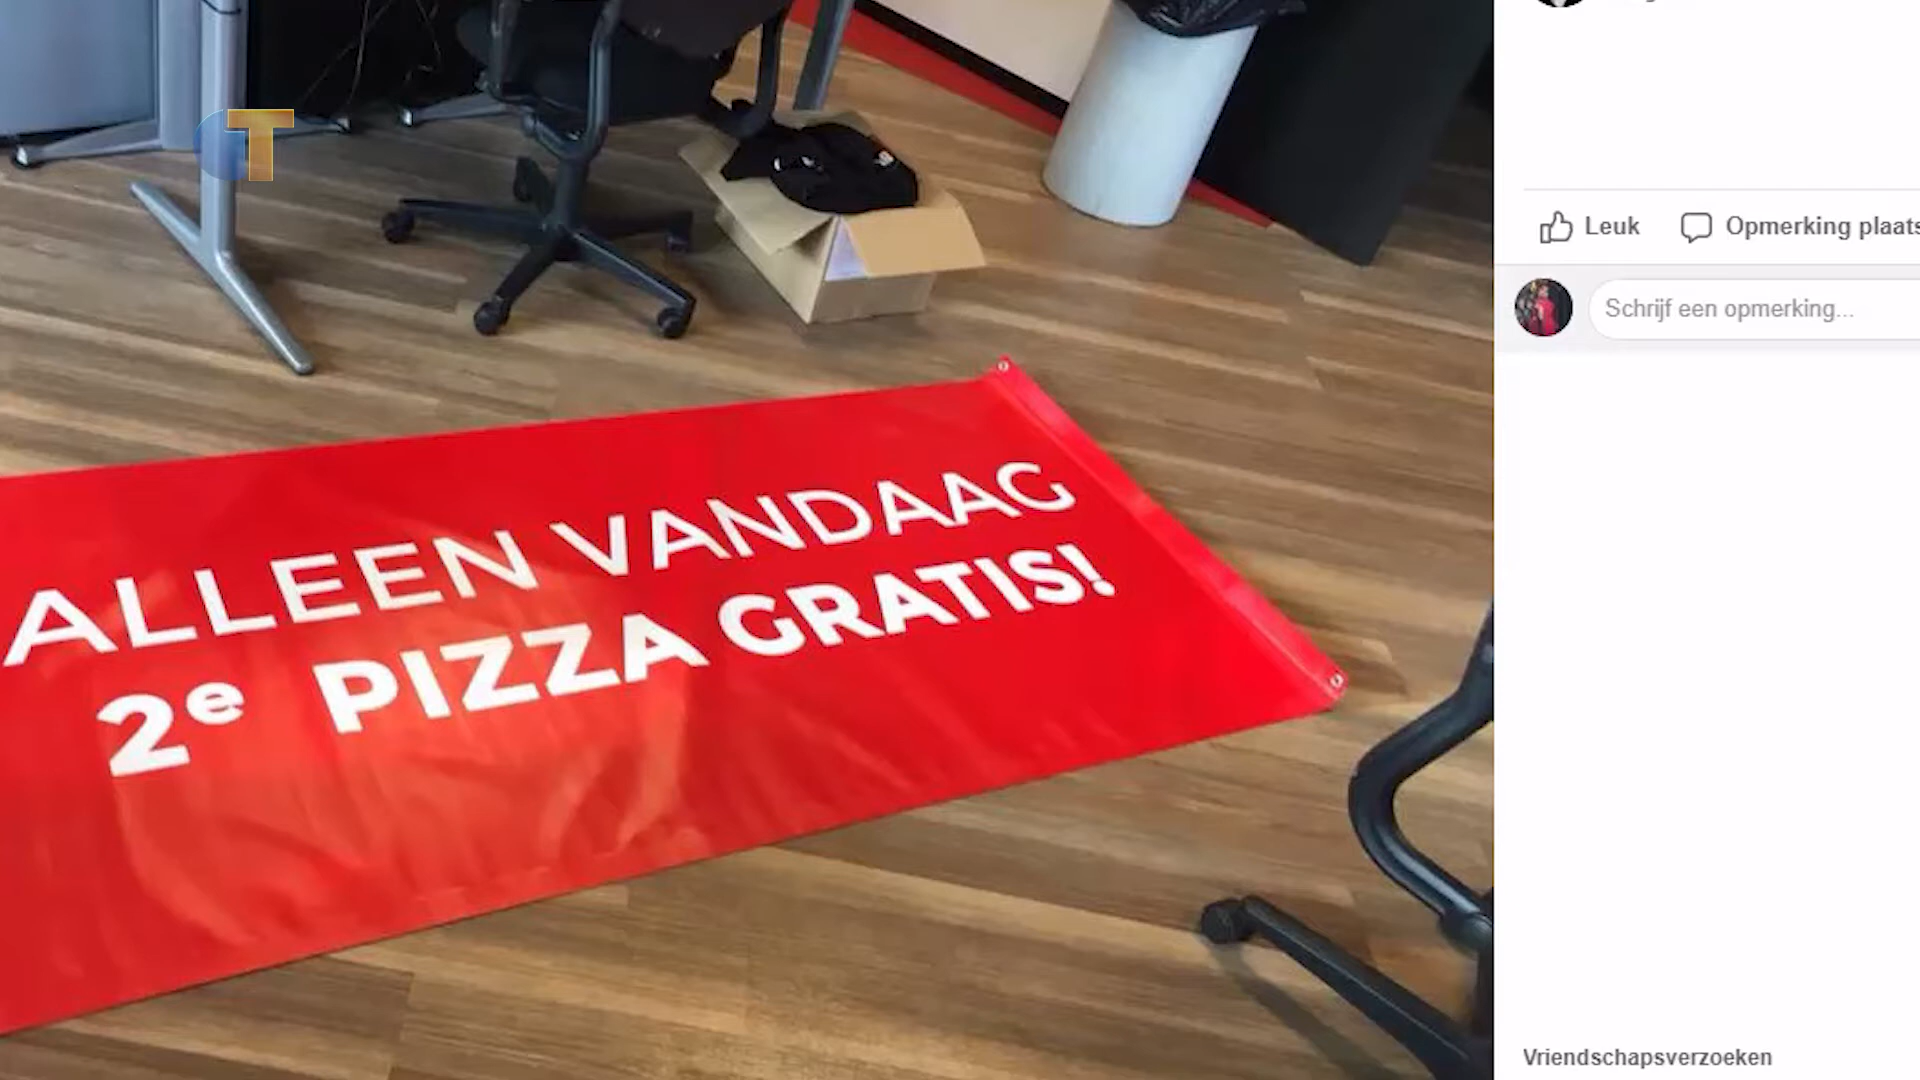 T
ALLEEN VANDAAG
2e PIZZA GRATIS!
Leuk
Opmerking plaats
Schrijf een opmerking...
Vriendschapsverzoeken